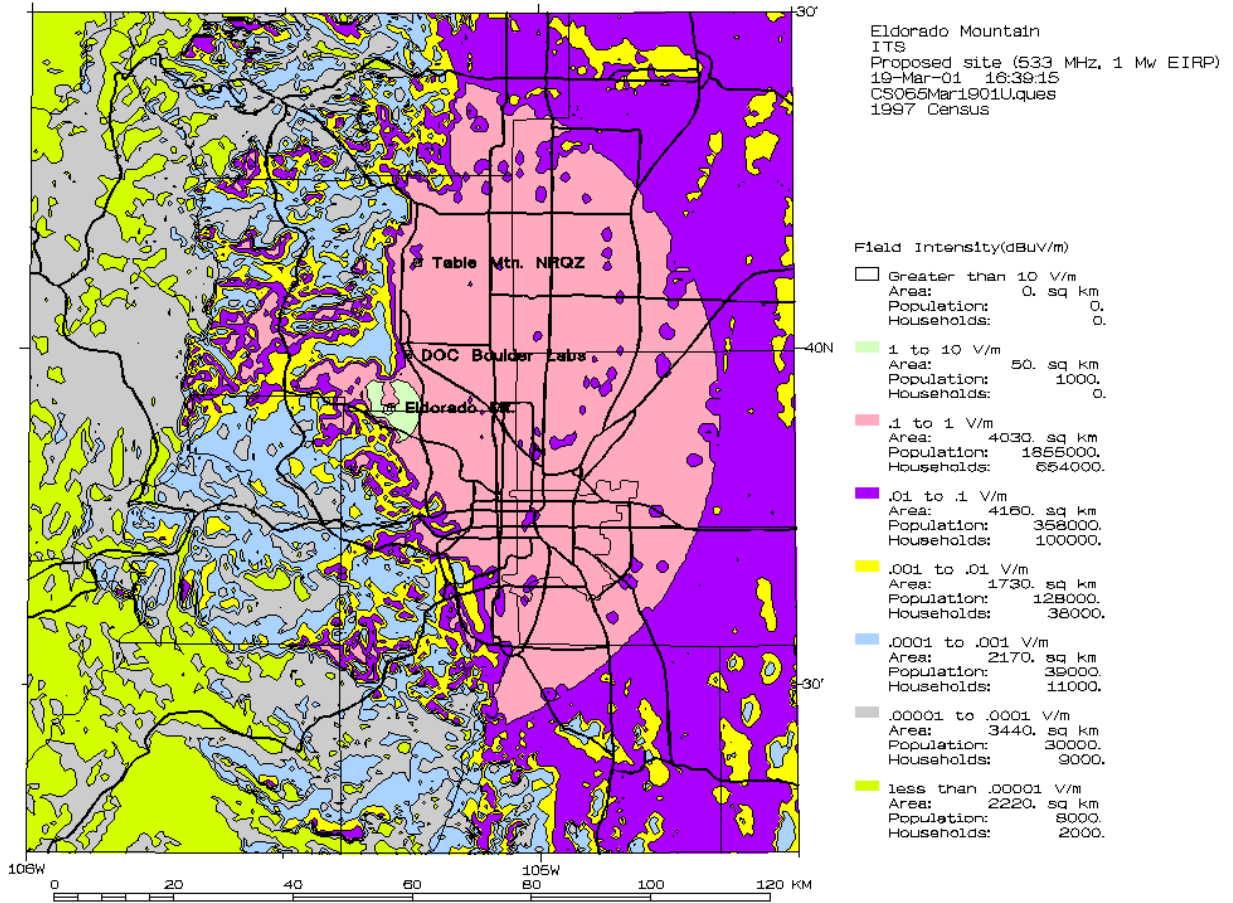 30'
Eldorado Mountain
ITS
Proposed site (533 MHz, 1 Mw EIRP)
19-Mar-01 16:39:15
CS065Mar1901U.ques
1997 Census
Field Intensity(dBuV/m)
Greater than 10 V/m
Area: 0. sq km
Population: 0.
Households: 0.
1 to 10 V/m
Area: 50. sq km
Population: 1000.
Households: 0.
.1 to 1 V/m
Area: 4030. sq km
Population: 1855000.
Households: 654000.
.01 to .1 V/m
Area: 4160. sq km
Population: 358000.
Households: 100000.
.001 to .01 V/m
Area: 1730. sq km
Population: 128000.
Households: 38000.
.0001 to .001 V/m
Area: 2170. sq km
Population: 39000.
Households: 11000.
.00001 to .0001 V/m
Area: 3440. sq km
Population: 30000.
Households: 9000.
less than .00001 V/m
Area: 2220. sq km
Population: 8000.
Households: 2000.
Table Mtn. NRQZ
40N
DOC Boulder Labs
Eldorado Mt.
30'
106W
105W
0 20 40 60 80 100 120 KM